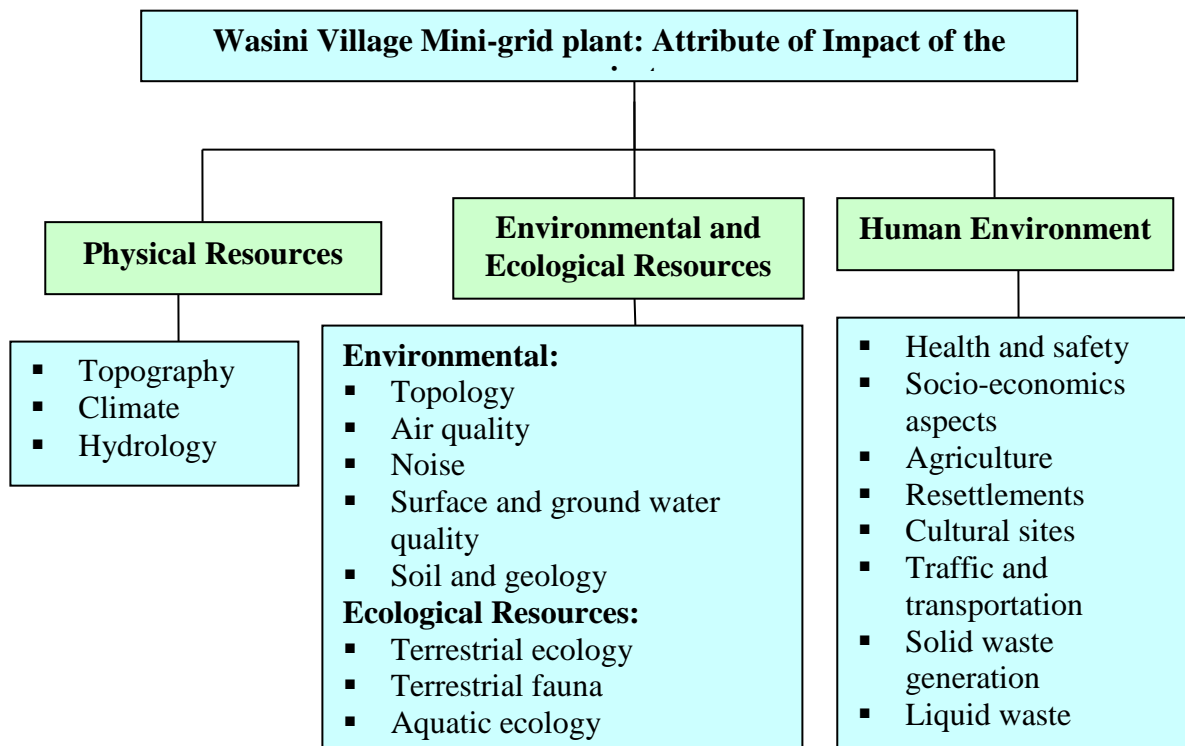 Wasini Village Mini-grid plant: Attribute of Impact of the
Physical Resources
Environmental and
Ecological Resources
Human Environment
▪ Topography
▪ Climate
▪ Hydrology
Environmental:
▪ Topology
▪ Air quality
▪ Noise
▪ Surface and ground water
quality
▪ Soil and geology
Ecological Resources:
▪ Terrestrial ecology
▪ Terrestrial fauna
▪ Aquatic ecology
▪ Health and safety
▪ Socio-economics
aspects
▪ Agriculture
▪ Resettlements
▪ Cultural sites
▪ Traffic and
transportation
▪ Solid waste
generation
▪ Liquid waste